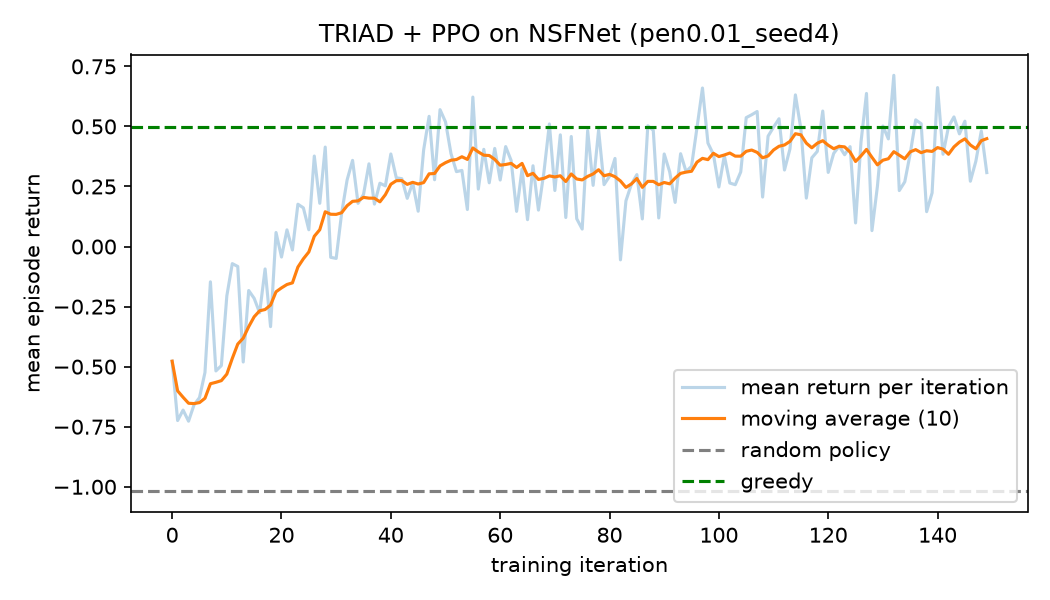 TRIAD + PPO on NSFNet (pen0.01_seed4)
mean episode return
0.75
0.50
0.25
0.00
−0.25
−0.50
−0.75
−1.00
mean return per iteration
moving average (10)
random policy
greedy
0 20 40 60 80 100 120 140
training iteration